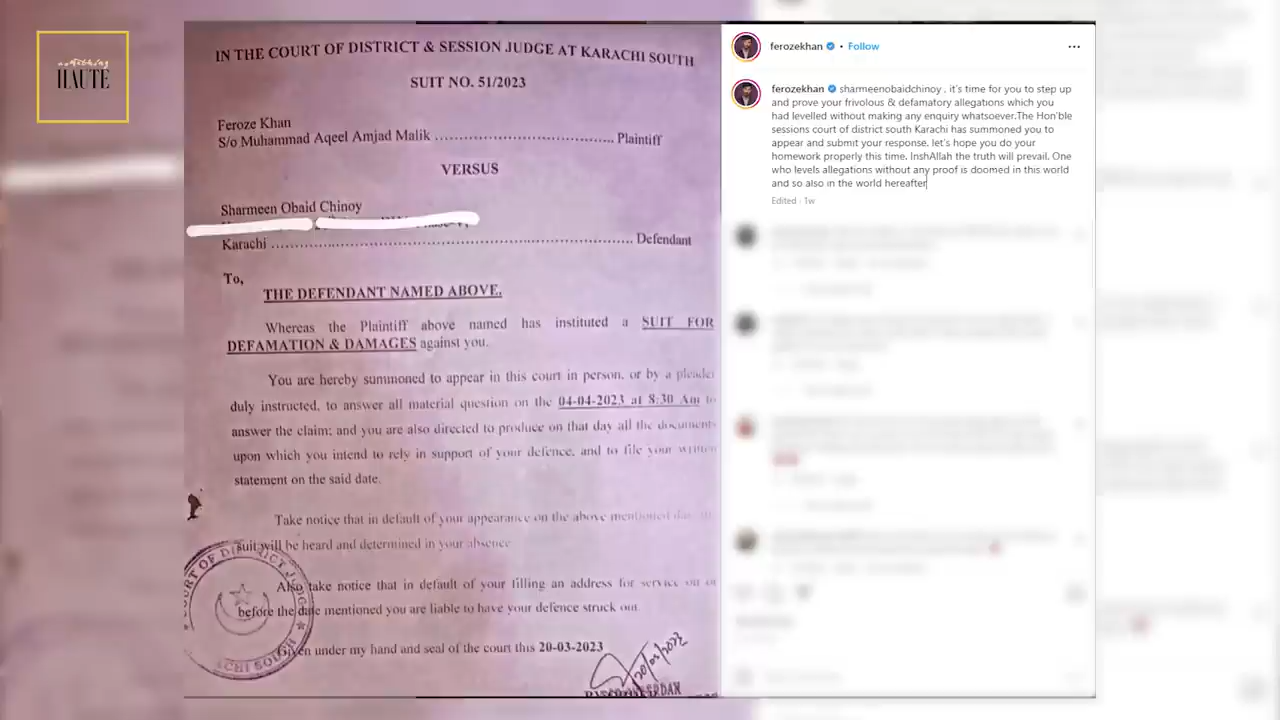 something
HAUTE
IN THE COURT OF DISTRICT & SESSION JUDGE AT KARACHI SOUTH
SUIT NO. 51/2023
Feroze Khan
S/o Muhammad Aqeel Amjad Malik ........................................ Plaintiff
VERSUS
Sharmeen Obaid Chinoy
Karachi ................................................................................ Defendant
To,
THE DEFENDANT NAMED ABOVE.
Whereas the Plaintiff above named has instituted a SUIT FOR
DEFAMATION & DAMAGES against you.
You are hereby summoned to appear in this court in person, or by a pleader
duly instructed, to answer all material question on the 04-04-2023 at 8:30 Am to
answer the claim; and you are also directed to produce on that day all the documents
upon which you intend to rely in support of your defence, and to file your written
statement on the said date.
Take notice that in default of your appearance on the above mentioned
suit will be heard and determined in your absence.
Also take notice that in default of your filling an address for service on or
before the date mentioned you are liable to have your defence struck out.
Given under my hand and seal of the court this 20-03-2023
COURT OF DISTRICT
ferozekhan • Follow
ferozekhan sharmeenobaidchinoy , it's time for you to step up
and prove your frivolous & defamatory allegations which you
had levelled without making any enquiry whatsoever.The Hon'ble
sessions court of district south Karachi has summoned you to
appear and submit your response. let's hope you do your
homework properly this time. InshAllah the truth will prevail. One
who levels allegations without any proof is doomed in this world
and so also in the world hereafter
Edited · 1w